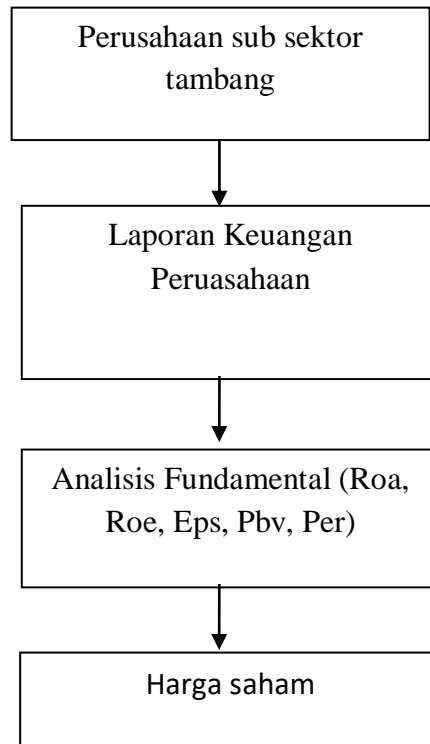 Perusahaan sub sektor
tambang
Laporan Keuangan
Peruasahaan
Analisis Fundamental (Roa,
Roe, Eps, Pbv, Per)
Harga saham